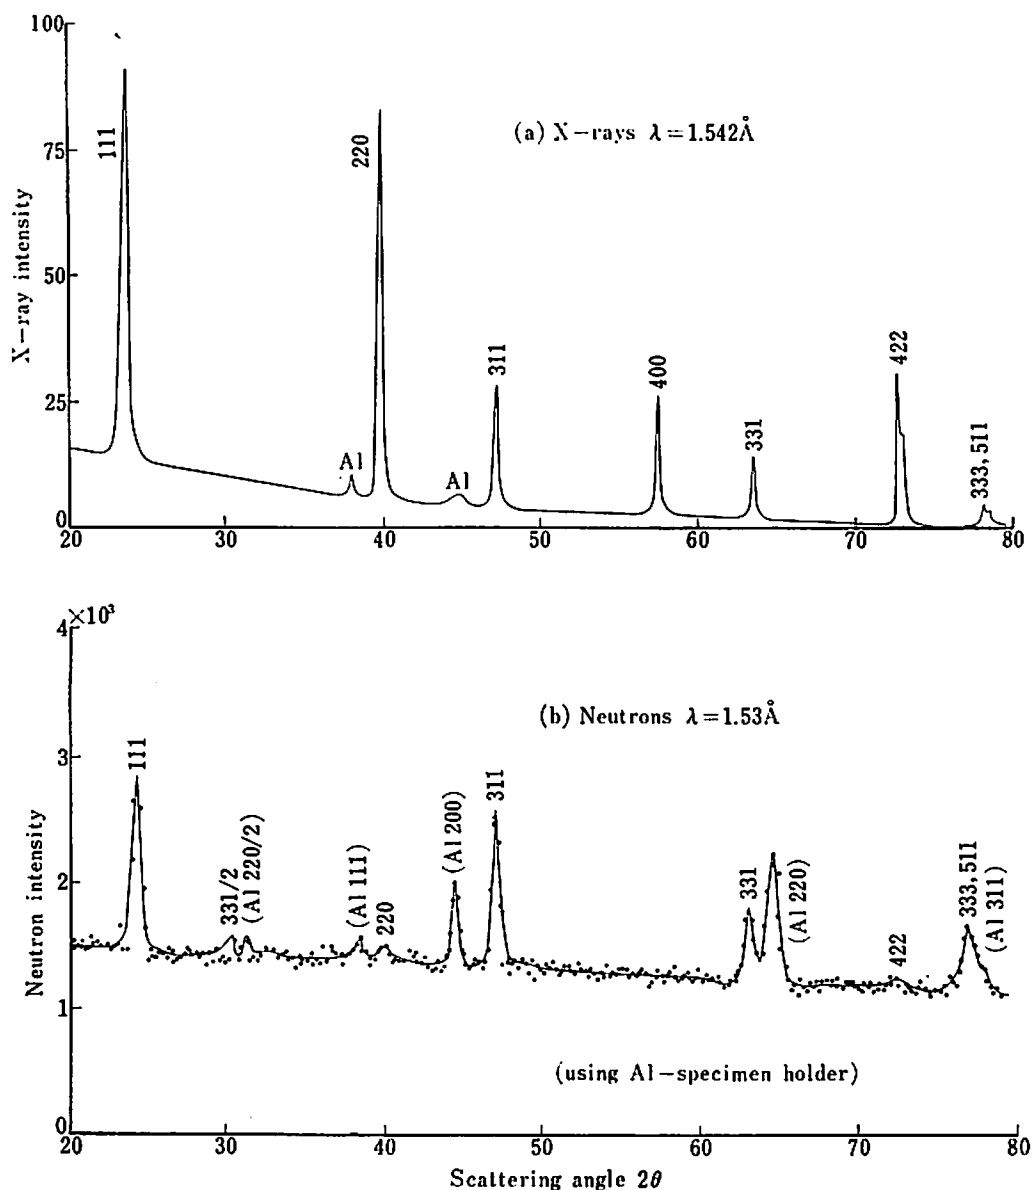 100
75
50
25
0
X-ray intensity
(a) X-rays λ=1.542Å
111
Al
220
Al
311
400
331
422
333,511
20 30 40 50 60 70 80
×10³
4
3
2
1
0
Neutron intensity
(b) Neutrons λ=1.53Å
111
331/2
(Al 220/2)
(Al 111)
220
(Al 200)
311
331
(Al 220)
422
333,511
(Al 311)
(using Al-specimen holder)
20 30 40 50 60 70 80
Scattering angle 2θ